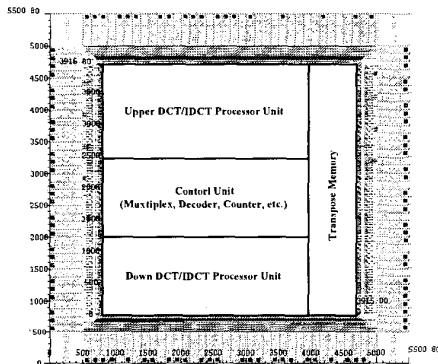 5500 80
5000
4500
4000
3500
3000
2500
2000
1500
1000
500
0
3916 80
Upper DCT/IDCT Processor Unit
Contorl Unit
(Muxtiplex, Decoder, Counter, etc.)
Down DCT/IDCT Processor Unit
Transpose Memory
0 500 1000 1500 2000 2500 3000 3500 4000 4500 5000
5500 80